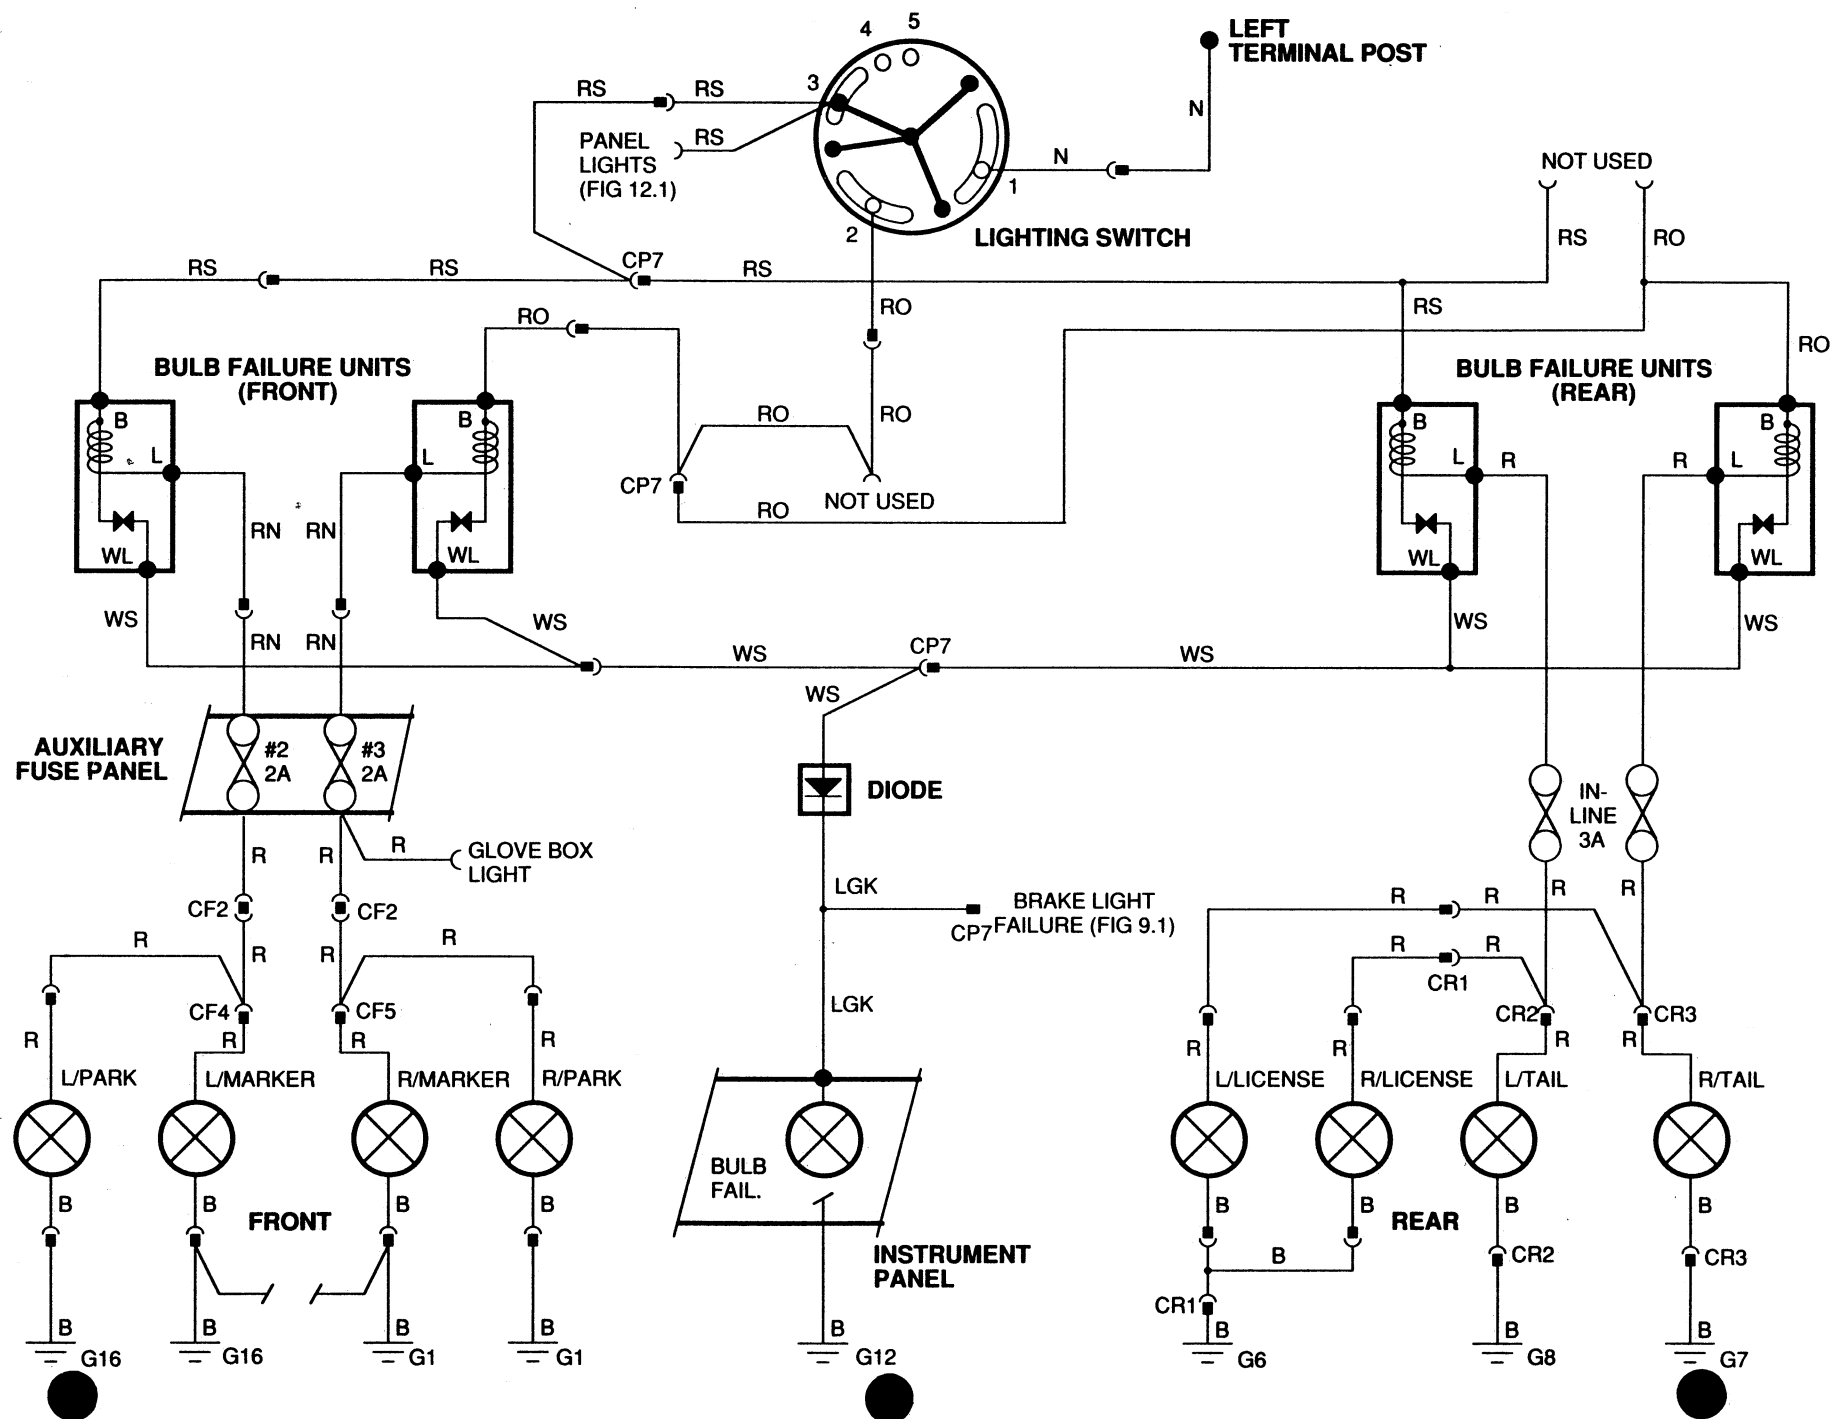 4 5
LEFT
TERMINAL POST
3
RS RS
N
PANEL
LIGHTS
(FIG 12.1)
RS
N
1
NOT USED
2
LIGHTING SWITCH
RS RO
CP7
RS RS RS
RO
RS
RO
RO
BULB FAILURE UNITS
(FRONT)
BULB FAILURE UNITS
(REAR)
B B
RO RO
B B
L L
L R R L
CP7
NOT USED
RO
RN RN
WL WL
WL WL
WS
RN RN
WS
WS
CP7
WS
WS WS
WS
AUXILIARY
FUSE PANEL
#2
2A
#3
2A
DIODE
IN-
LINE
3A
R R R
GLOVE BOX
LIGHT
LGK
BRAKE LIGHT
FAILURE (FIG 9.1)
CP7
R R
R R
CF2 CF2
R R R R
R R
CR1
LGK
CF4 CF5
CR2 CR3
R R R R
R R R R
L/PARK L/MARKER R/MARKER R/PARK
L/LICENSE R/LICENSE L/TAIL R/TAIL
BULB
FAIL.
B B B B
FRONT
B B B B
REAR
INSTRUMENT
PANEL
B
CR2 CR3
CR1
B B B B
B
B B B
G16 G16 G1 G1
G12
G6 G8 G7